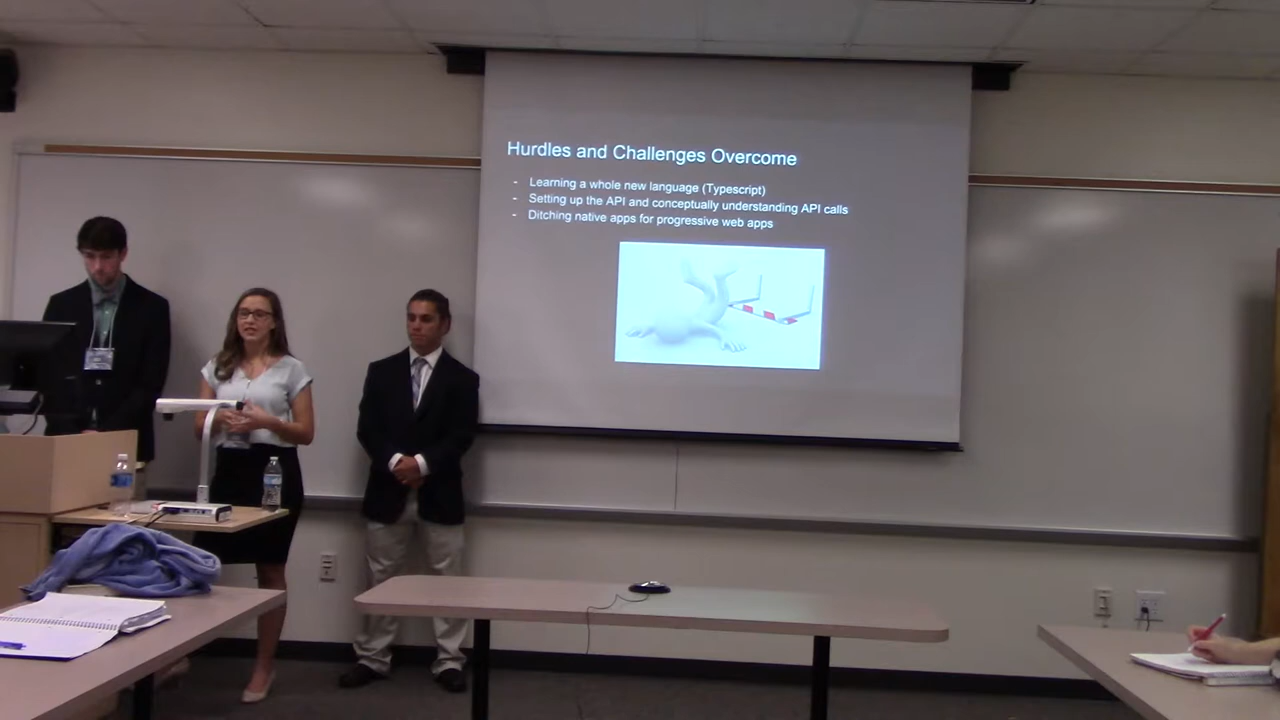 Hurdles and Challenges Overcome
- Learning a whole new language (Typescript)
- Setting up the API and conceptually understanding API calls
- Ditching native apps for progressive web apps